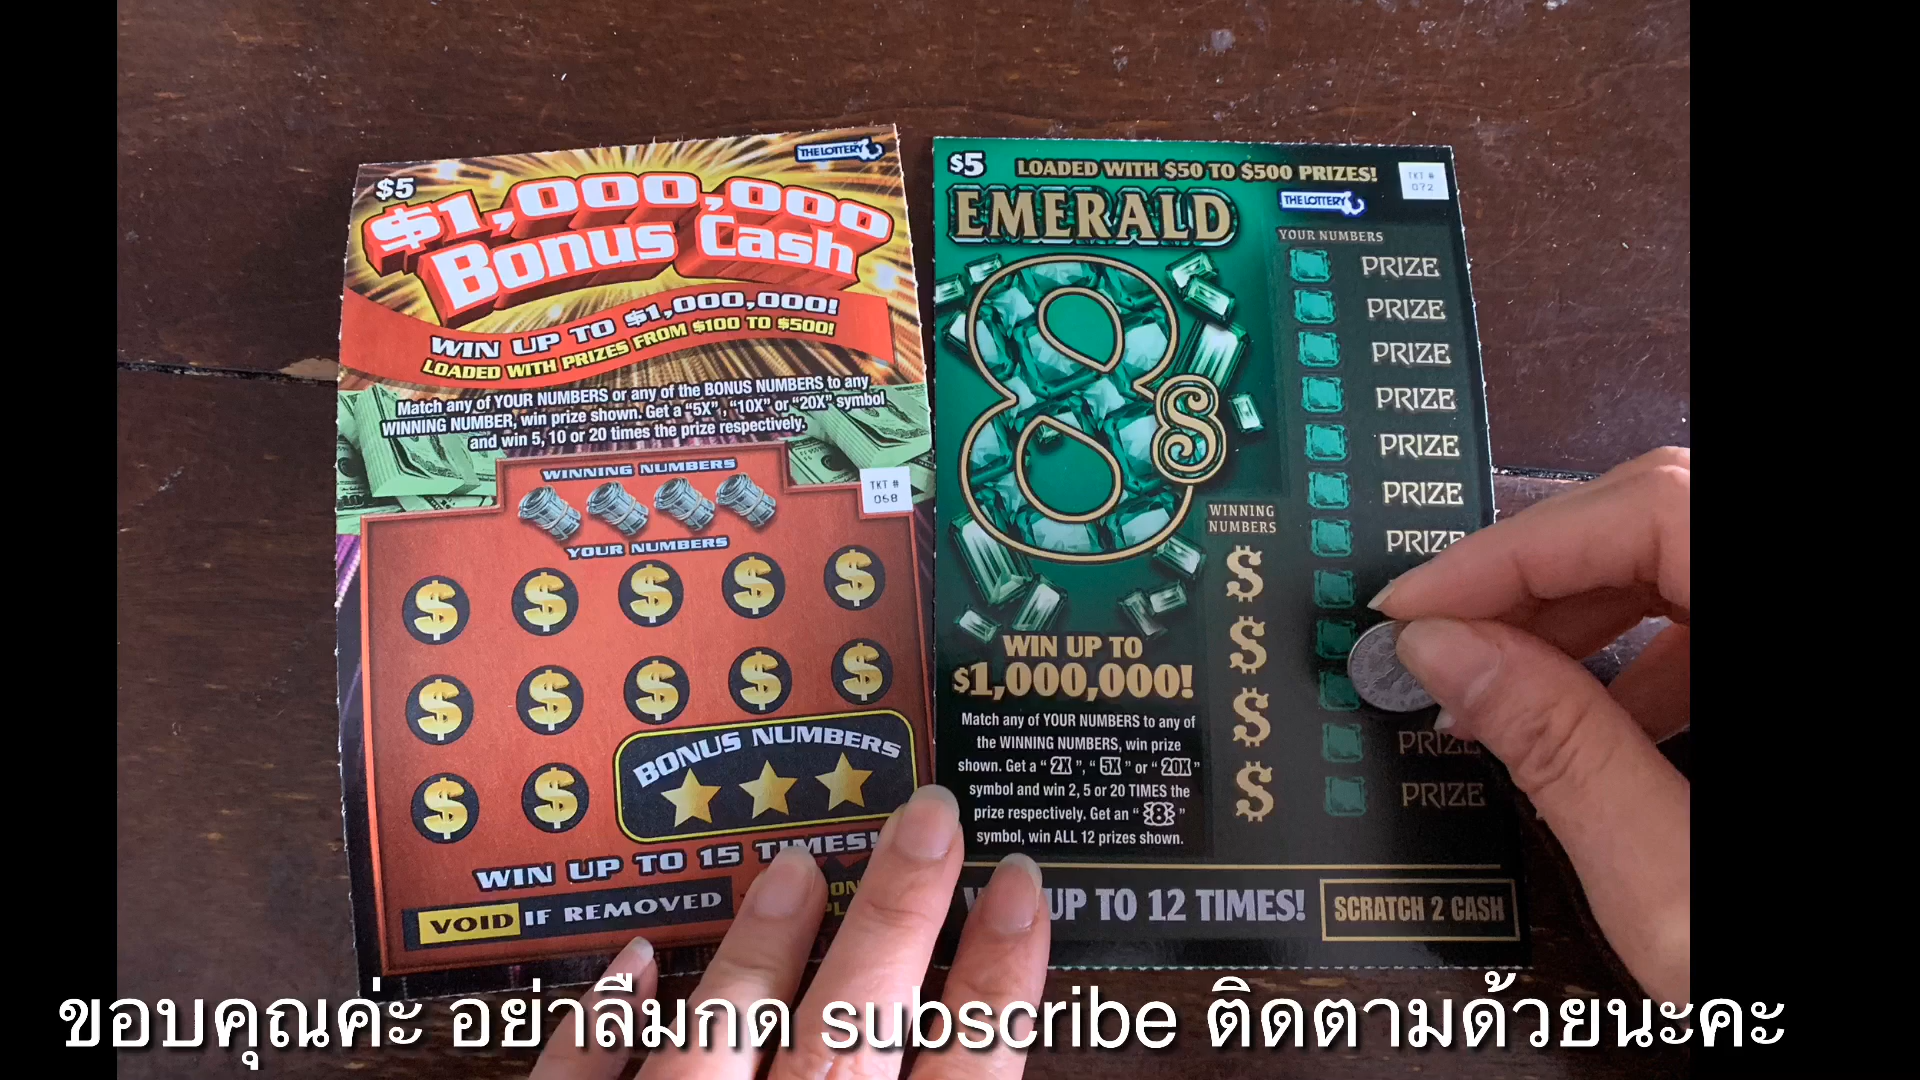 THE LOTTERY
$5
$1,000,000
Bonus Cash
WIN UP TO $1,000,000!
LOADED WITH PRIZES FROM $100 TO $500!
Match any of YOUR NUMBERS or any of the BONUS NUMBERS to any
WINNING NUMBER, win prize shown. Get a "5X", "10X" or "20X" symbol
and win 5, 10 or 20 times the prize respectively.
WINNING NUMBERS
TKT #
068
YOUR NUMBERS
$ $ $ $ $
$ $ $ $ $
$ $
BONUS NUMBERS
WIN UP TO 15 TIMES!
VOID IF REMOVED
$5
LOADED WITH $50 TO $500 PRIZES!
TKT #
072
EMERALD
THE LOTTERY
8s
YOUR NUMBERS
PRIZE
PRIZE
PRIZE
PRIZE
PRIZE
PRIZE
PRIZE
PRIZE
PRIZE
WINNING
NUMBERS
$
$
$
$
WIN UP TO
$1,000,000!
Match any of YOUR NUMBERS to any of
the WINNING NUMBERS, win prize
shown. Get a "2X", "5X" or "20X"
symbol and win 2, 5 or 20 TIMES the
prize respectively. Get an "8"
symbol, win ALL 12 prizes shown.
UP TO 12 TIMES!
SCRATCH 2 CASH
ขอบคุณค่ะ อย่าลืมกด subscribe ติดตามด้วยนะคะ